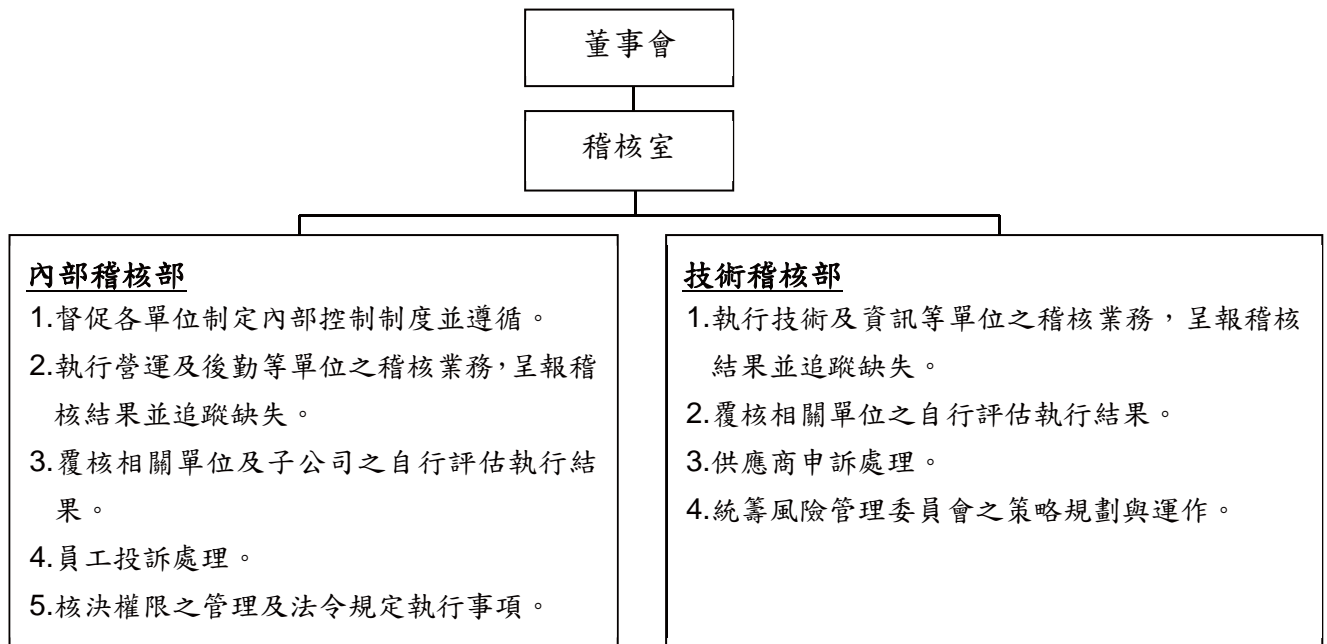 董事會
稽核室
內部稽核部
1.督促各單位制定內部控制制度並遵循。
2.執行營運及後勤等單位之稽核業務，呈報稽
核結果並追蹤缺失。
3.覆核相關單位及子公司之自行評估執行結
果。
4.員工投訴處理。
5.核決權限之管理及法令規定執行事項。
技術稽核部
1.執行技術及資訊等單位之稽核業務，呈報稽核
結果並追蹤缺失。
2.覆核相關單位之自行評估執行結果。
3.供應商申訴處理。
4.統籌風險管理委員會之策略規劃與運作。